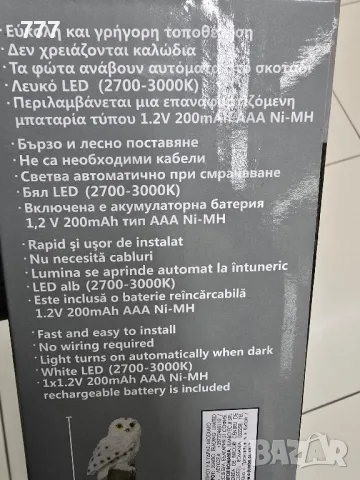 777
Εύκολη και γρήγορη τοποθέτηση
• Δεν χρειάζονται καλώδια
• Τα φώτα ανάβουν αυτόματα στο σκοτάδι
• Λευκό LED (2700-3000K)
• Περιλαμβάνεται μια επαναφορτιζόμενη
μπαταρία τύπου 1.2V 200mAh AAA Ni-MH
• Бързо и лесно поставяне
• Не са необходими кабели
• Светва автоматично при смрачаване
• Бял LED (2700-3000K)
• Включена е акумулаторна батерия
1,2 V 200mAh тип AAA Ni-MH
• Rapid şi uşor de instalat
• Nu necesită cabluri
• Lumina se aprinde automat la întuneric
• LED alb (2700-3000K)
• Este inclusă o baterie reîncărcabilă
1.2V 200mAh AAA Ni-MH
• Fast and easy to install
• No wiring required
• Light turns on automatically when dark
• White LED (2700-3000K)
• 1x1.2V 200mAh AAA Ni-MH
rechargeable battery is included
bazar